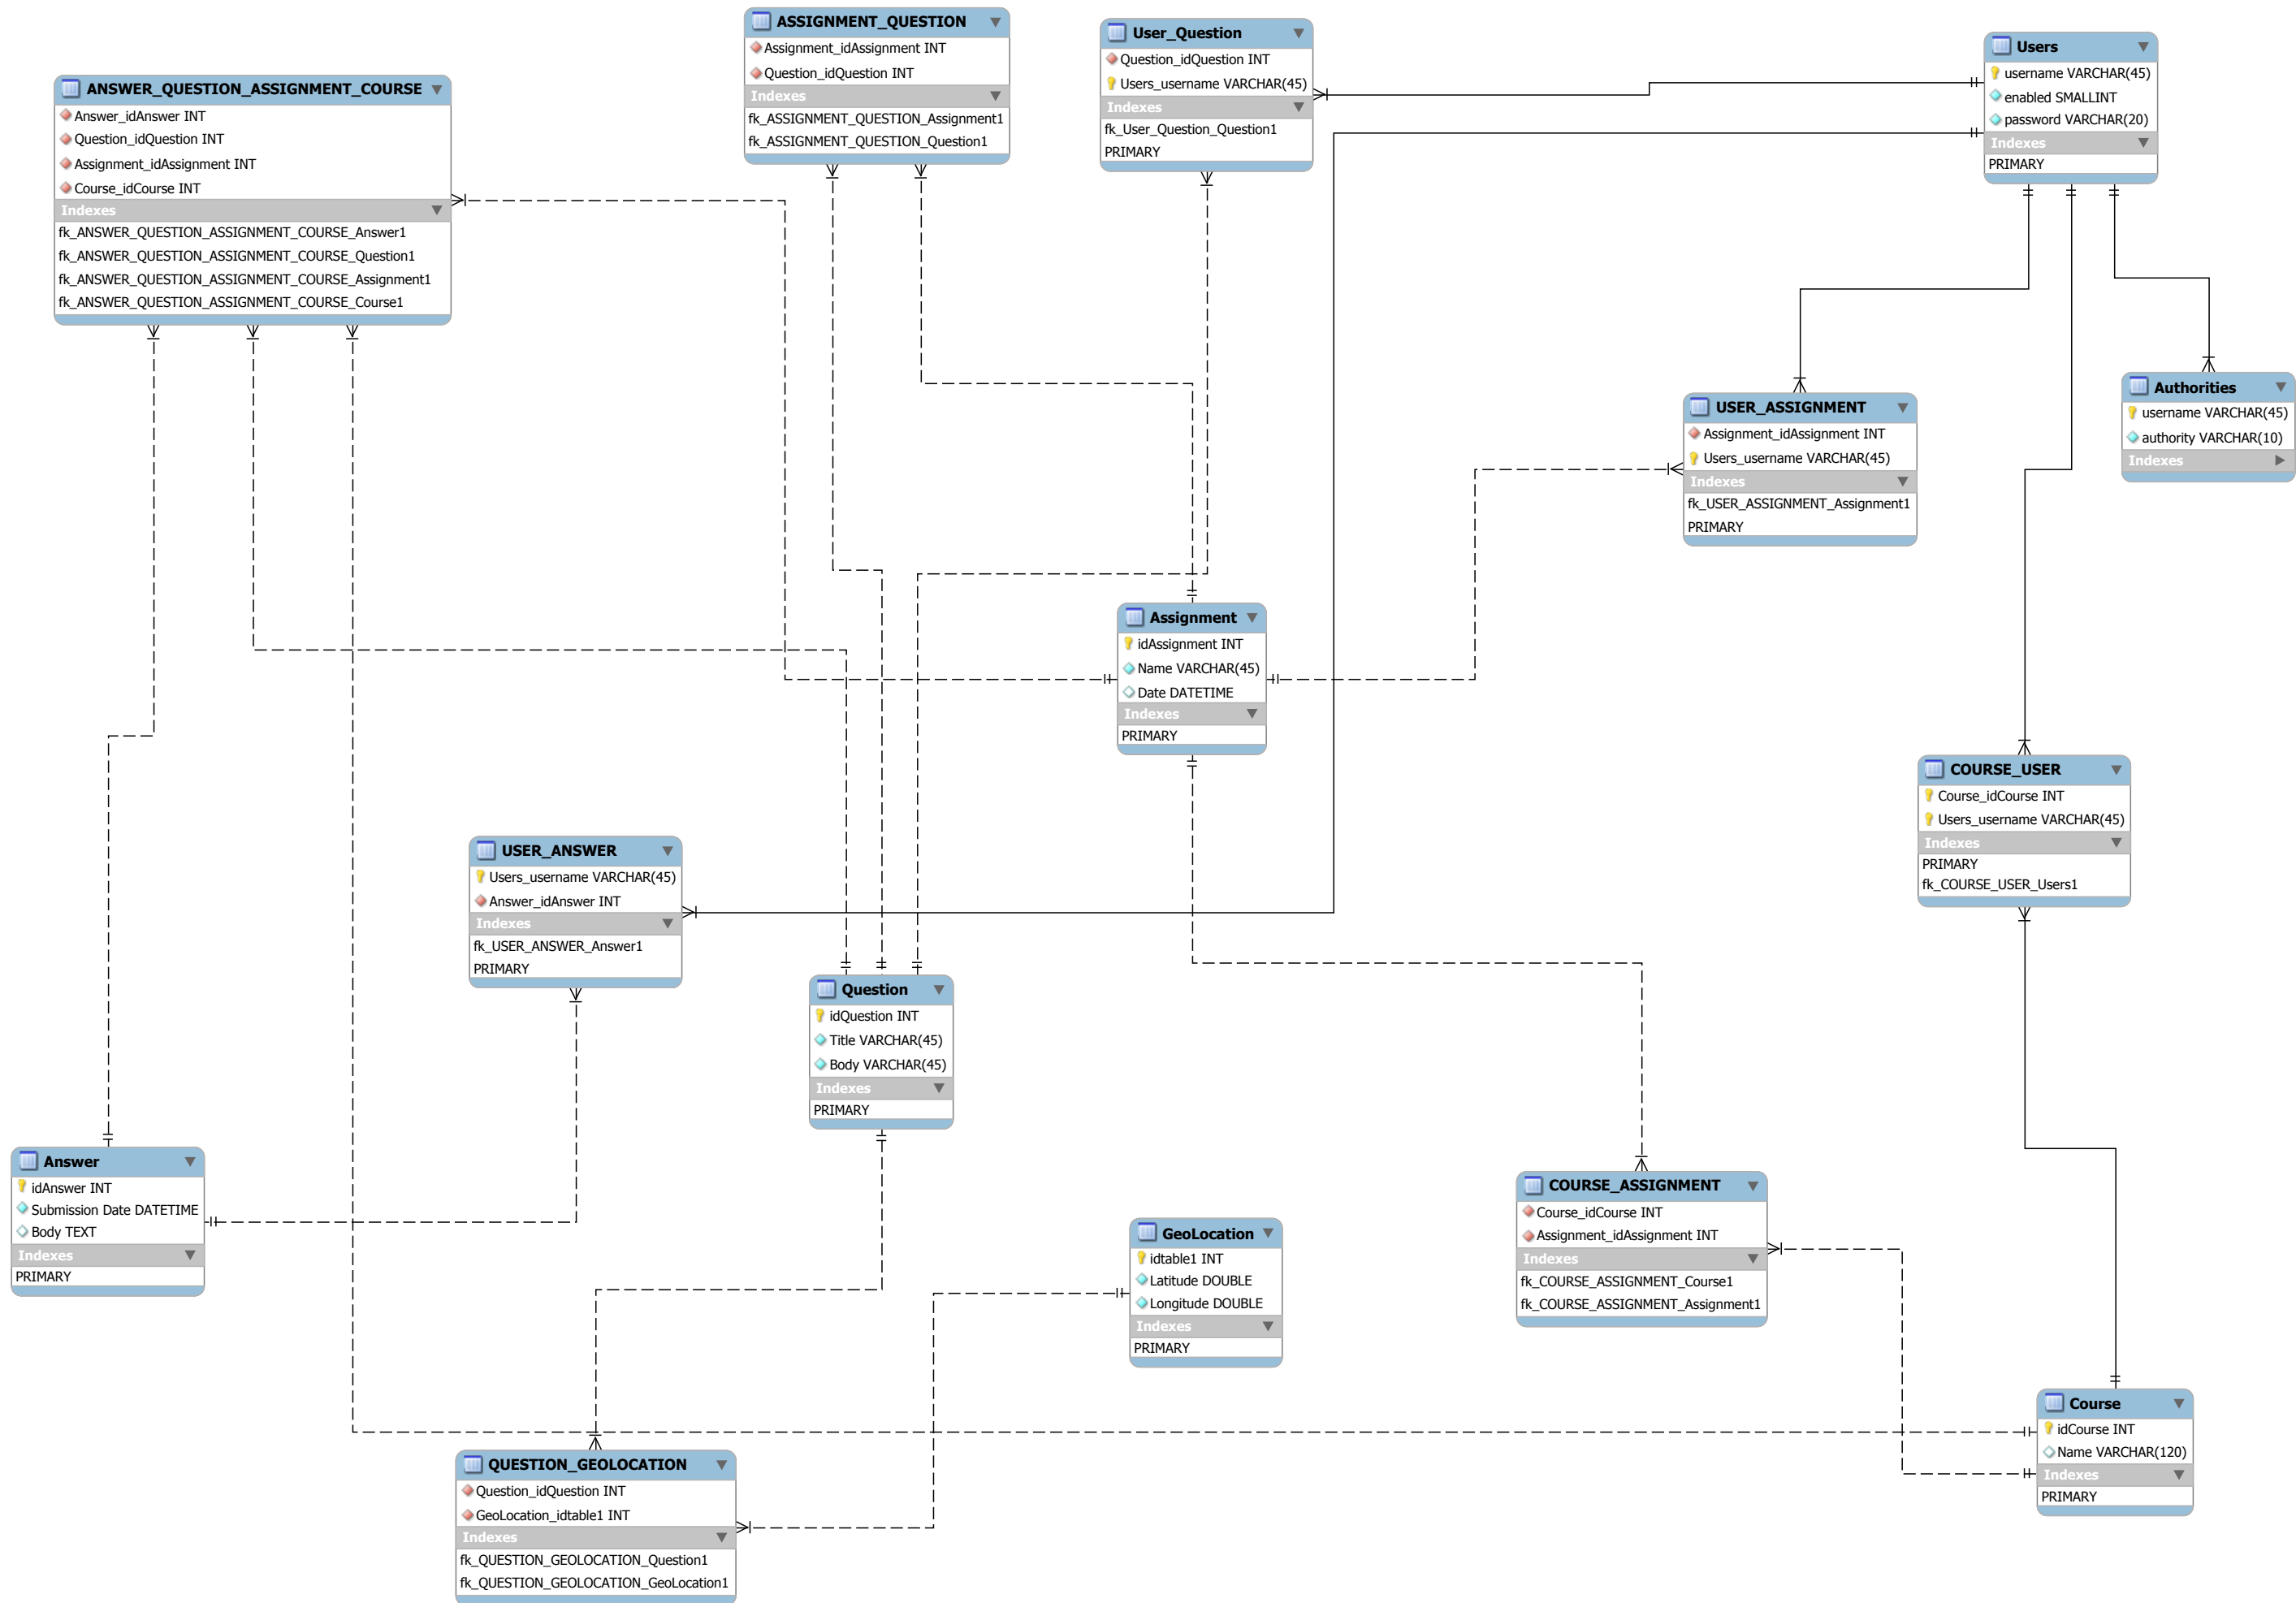 ASSIGNMENT_QUESTION
Assignment_idAssignment INT
Question_idQuestion INT
Indexes
fk_ASSIGNMENT_QUESTION_Assignment1
fk_ASSIGNMENT_QUESTION_Question1
User_Question
Question_idQuestion INT
Users_username VARCHAR(45)
Indexes
fk_User_Question_Question1
PRIMARY
Users
username VARCHAR(45)
enabled SMALLINT
password VARCHAR(20)
Indexes
PRIMARY
ANSWER_QUESTION_ASSIGNMENT_COURSE
Answer_idAnswer INT
Question_idQuestion INT
Assignment_idAssignment INT
Course_idCourse INT
Indexes
fk_ANSWER_QUESTION_ASSIGNMENT_COURSE_Answer1
fk_ANSWER_QUESTION_ASSIGNMENT_COURSE_Question1
fk_ANSWER_QUESTION_ASSIGNMENT_COURSE_Assignment1
fk_ANSWER_QUESTION_ASSIGNMENT_COURSE_Course1
USER_ASSIGNMENT
Assignment_idAssignment INT
Users_username VARCHAR(45)
Indexes
fk_USER_ASSIGNMENT_Assignment1
PRIMARY
Authorities
username VARCHAR(45)
authority VARCHAR(10)
Indexes
Assignment
idAssignment INT
Name VARCHAR(45)
Date DATETIME
Indexes
PRIMARY
COURSE_USER
Course_idCourse INT
Users_username VARCHAR(45)
Indexes
PRIMARY
fk_COURSE_USER_Users1
USER_ANSWER
Users_username VARCHAR(45)
Answer_idAnswer INT
Indexes
fk_USER_ANSWER_Answer1
PRIMARY
Question
idQuestion INT
Title VARCHAR(45)
Body VARCHAR(45)
Indexes
PRIMARY
Answer
idAnswer INT
Submission Date DATETIME
Body TEXT
Indexes
PRIMARY
GeoLocation
idtable1 INT
Latitude DOUBLE
Longitude DOUBLE
Indexes
PRIMARY
COURSE_ASSIGNMENT
Course_idCourse INT
Assignment_idAssignment INT
Indexes
fk_COURSE_ASSIGNMENT_Course1
fk_COURSE_ASSIGNMENT_Assignment1
Course
idCourse INT
Name VARCHAR(120)
Indexes
PRIMARY
QUESTION_GEOLOCATION
Question_idQuestion INT
GeoLocation_idtable1 INT
Indexes
fk_QUESTION_GEOLOCATION_Question1
fk_QUESTION_GEOLOCATION_GeoLocation1